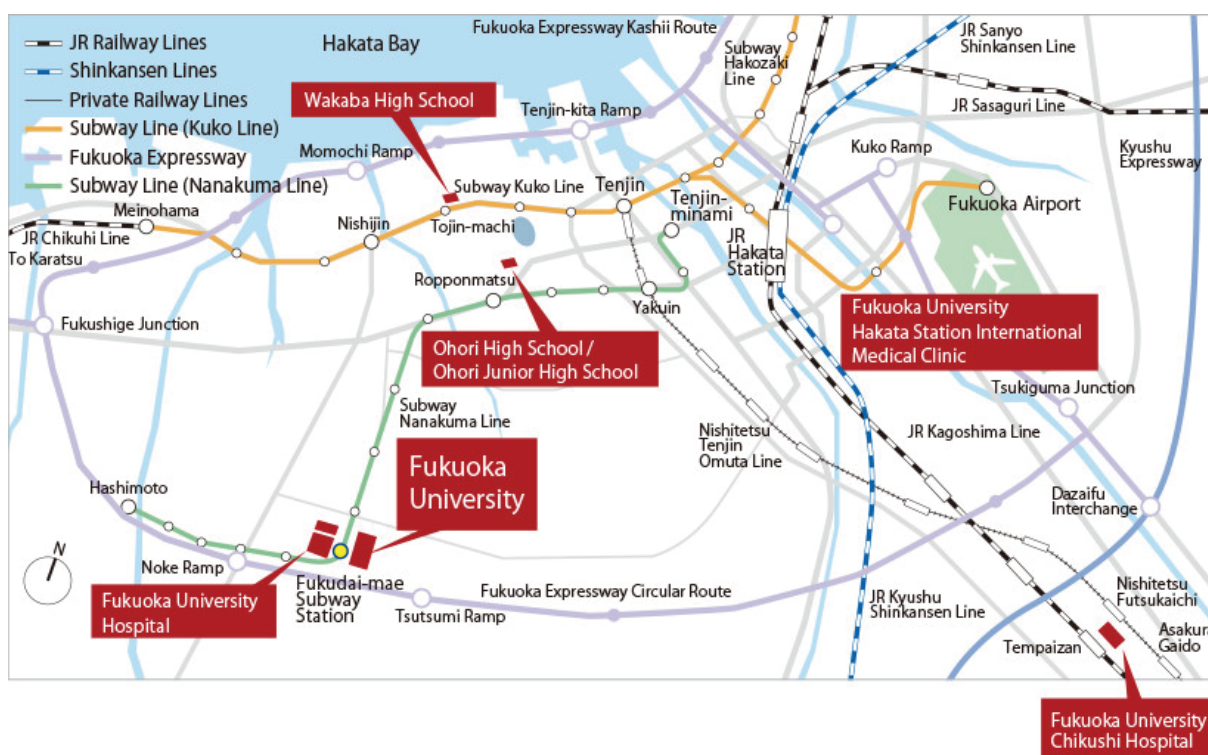 JR Railway Lines
Shinkansen Lines
Private Railway Lines
Subway Line (Kuko Line)
Fukuoka Expressway
Subway Line (Nanakuma Line)
Hakata Bay
Fukuoka Expressway Kashii Route
Subway
Hakozaki
Line
JR Sanyo
Shinkansen Line
JR Sasaguri Line
Kyushu
Expressway
Wakaba High School
Tenjin-kita Ramp
Momochi Ramp
Kuko Ramp
Subway Kuko Line
Tenjin
Tenjin-
minami
Fukuoka Airport
Meinohama
Nishijin
Tojin-machi
JR Chikuhi Line
To Karatsu
JR
Hakata
Station
Ropponmatsu
Yakuin
Fukushige Junction
Fukuoka University
Hakata Station International
Medical Clinic
Ohori High School /
Ohori Junior High School
Tsukiguma Junction
Subway
Nanakuma Line
Nishitetsu
Tenjin
Omuta Line
JR Kagoshima Line
Fukuoka
University
Hashimoto
Dazaifu
Interchange
N
Noke Ramp
Fukudai-mae
Subway
Station
Fukuoka University
Hospital
Tsutsumi Ramp
Fukuoka Expressway Circular Route
JR Kyushu
Shinkansen Line
Nishitetsu
Futsukaichi
Tempaizan
Asakura
Gaido
Fukuoka University
Chikushi Hospital